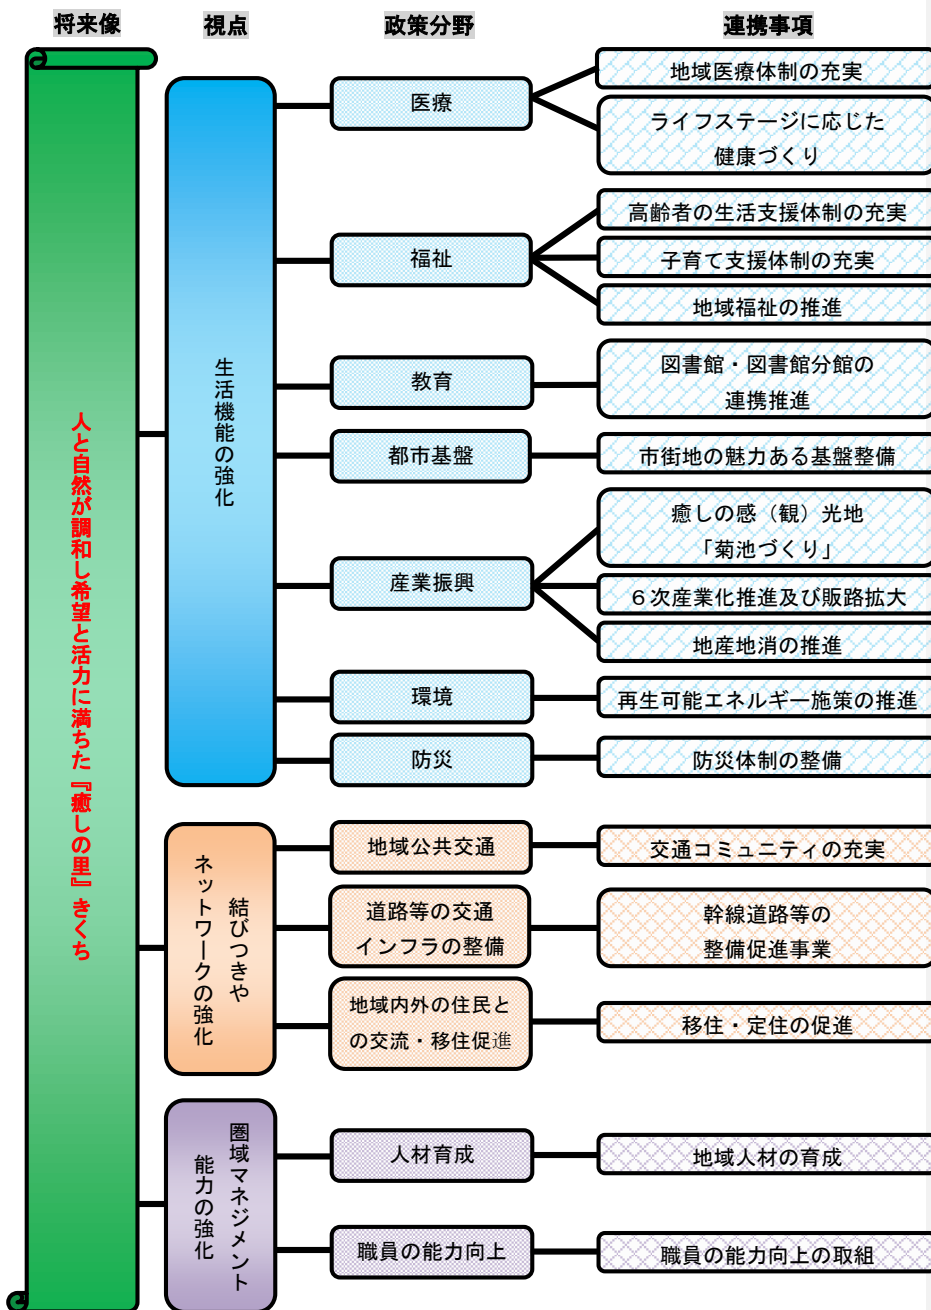 将来像
視点
政策分野
連携事項
人と自然が調和し希望と活力に満ちた『癒しの里』きくち
生活機能の強化
医療
地域医療体制の充実
ライフステージに応じた
健康づくり
福祉
高齢者の生活支援体制の充実
子育て支援体制の充実
地域福祉の推進
教育
図書館・図書館分館の
連携推進
都市基盤
市街地の魅力ある基盤整備
産業振興
癒しの感（観）光地
「菊池づくり」
６次産業化推進及び販路拡大
地産地消の推進
環境
再生可能エネルギー施策の推進
防災
防災体制の整備
結びつきや
ネットワークの強化
地域公共交通
交通コミュニティの充実
道路等の交通
インフラの整備
幹線道路等の
整備促進事業
地域内外の住民と
の交流・移住促進
移住・定住の促進
圏域マネジメント
能力の強化
人材育成
地域人材の育成
職員の能力向上
職員の能力向上の取組